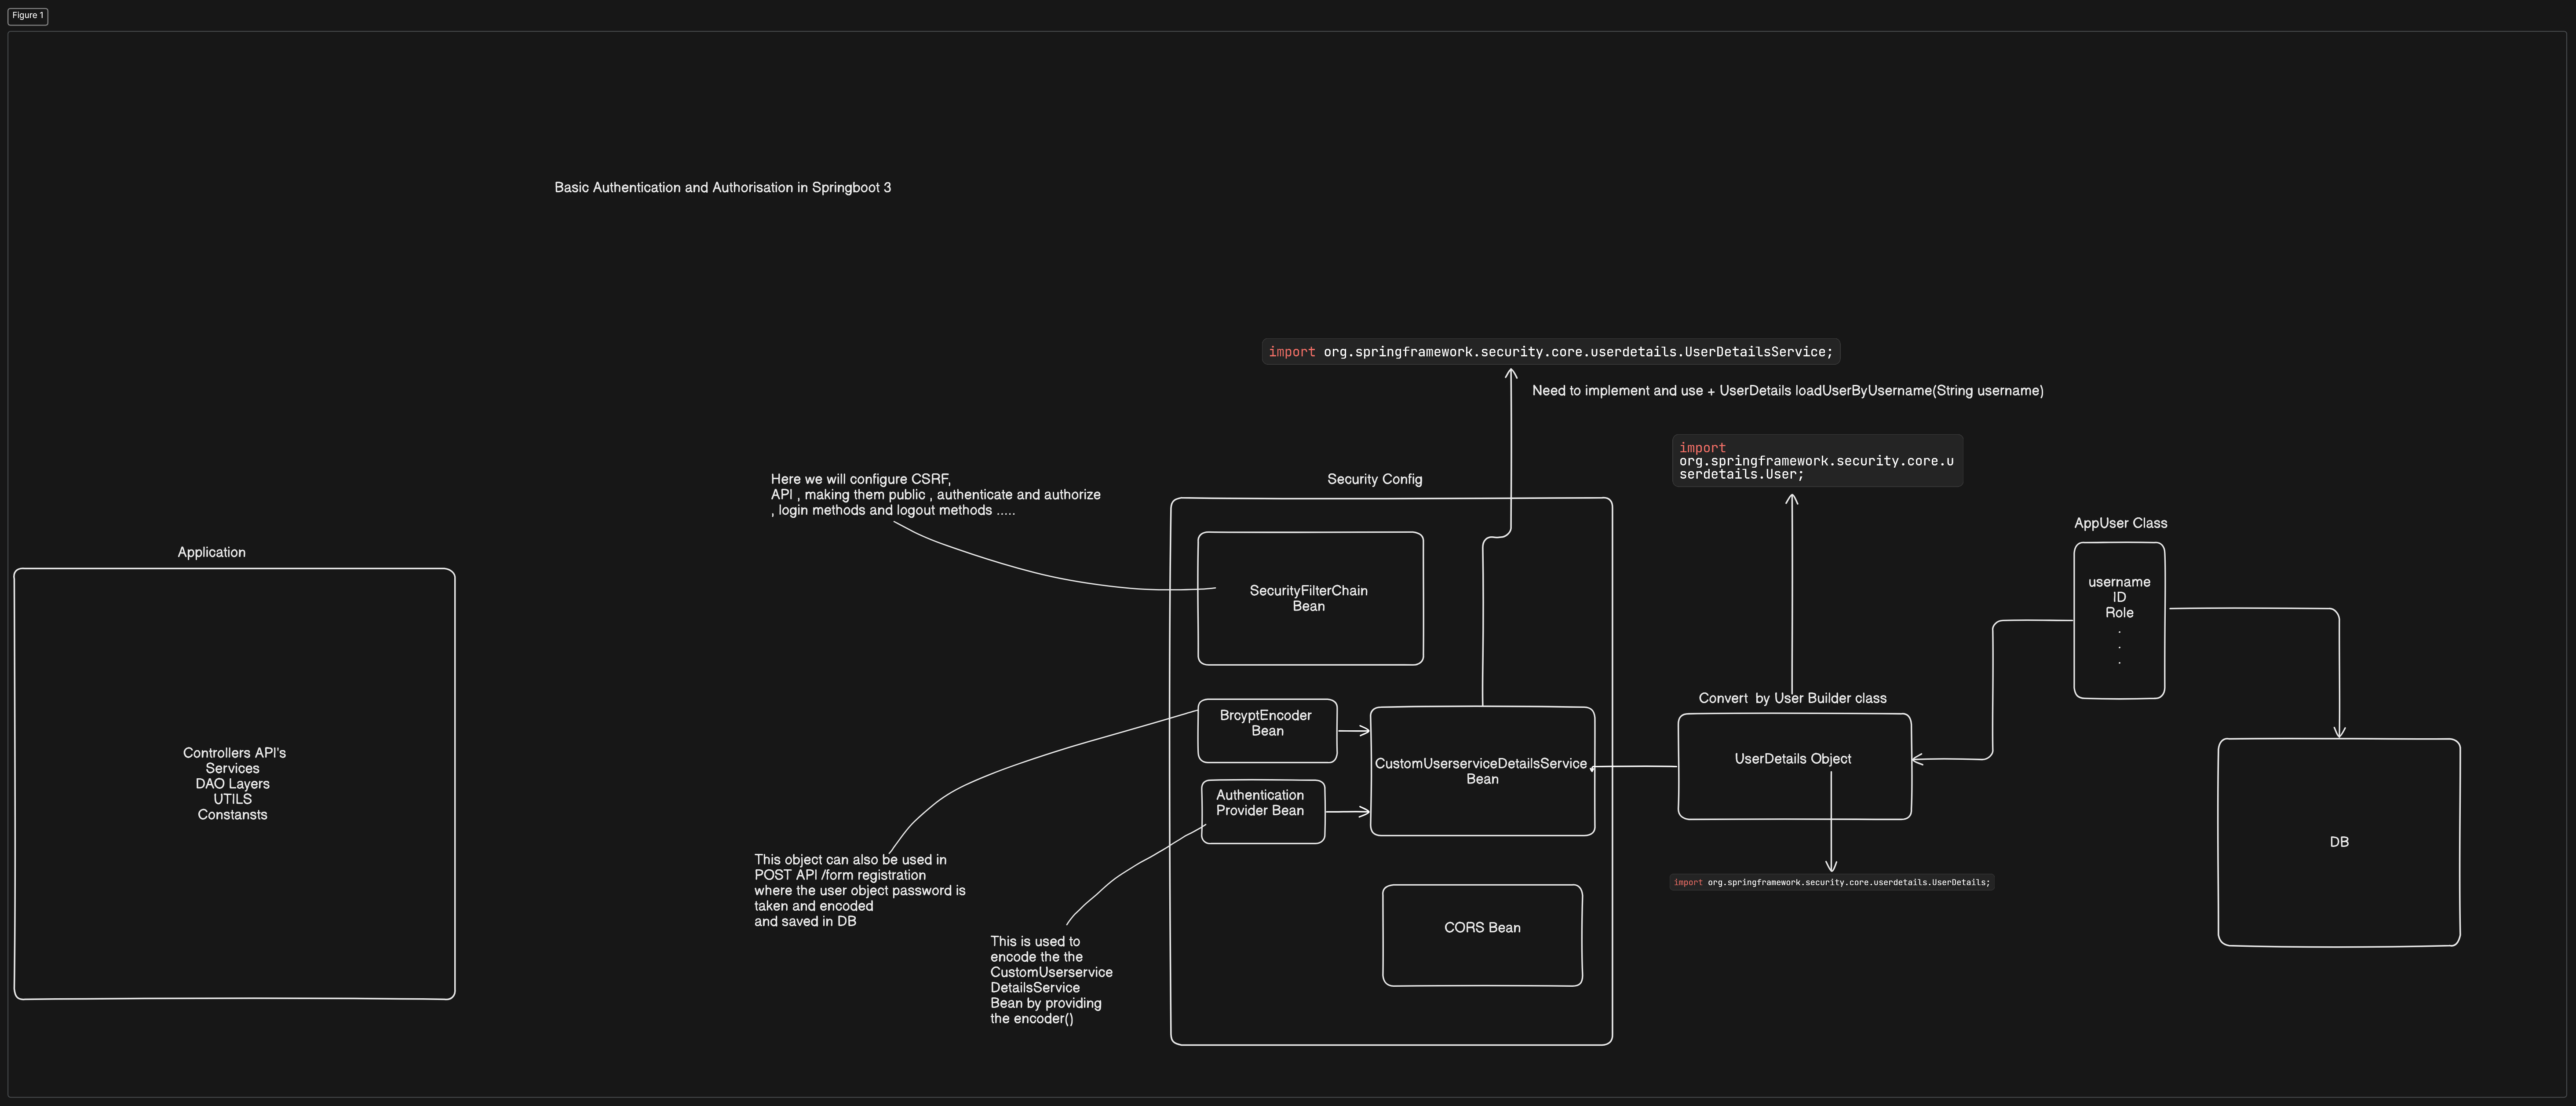 Figure 1
Basic Authentication and Authorisation in Springboot 3
import org.springframework.security.core.userdetails.UserDetailsService;
Need to implement and use + UserDetails loadUserByUsername(String username)
import
org.springframework.security.core.u
serdetails.User;
Here we will configure CSRF,
API , making them public , authenticate and authorize
, login methods and logout methods .....
Security Config
AppUser Class
Application
SecurityFilterChain
Bean
username
ID
Role
.
.
.
Convert  by User Builder class
BrcyptEncoder
Bean
CustomUserserviceDetailsService
Bean
UserDetails Object
Controllers API's
Services
DAO Layers
UTILS
Constansts
Authentication
Provider Bean
DB
This object can also be used in
POST API /form registration
where the user object password is
taken and encoded
and saved in DB
import org.springframework.security.core.userdetails.UserDetails;
CORS Bean
This is used to
encode the the
CustomUserservice
DetailsService
Bean by providing
the encoder()